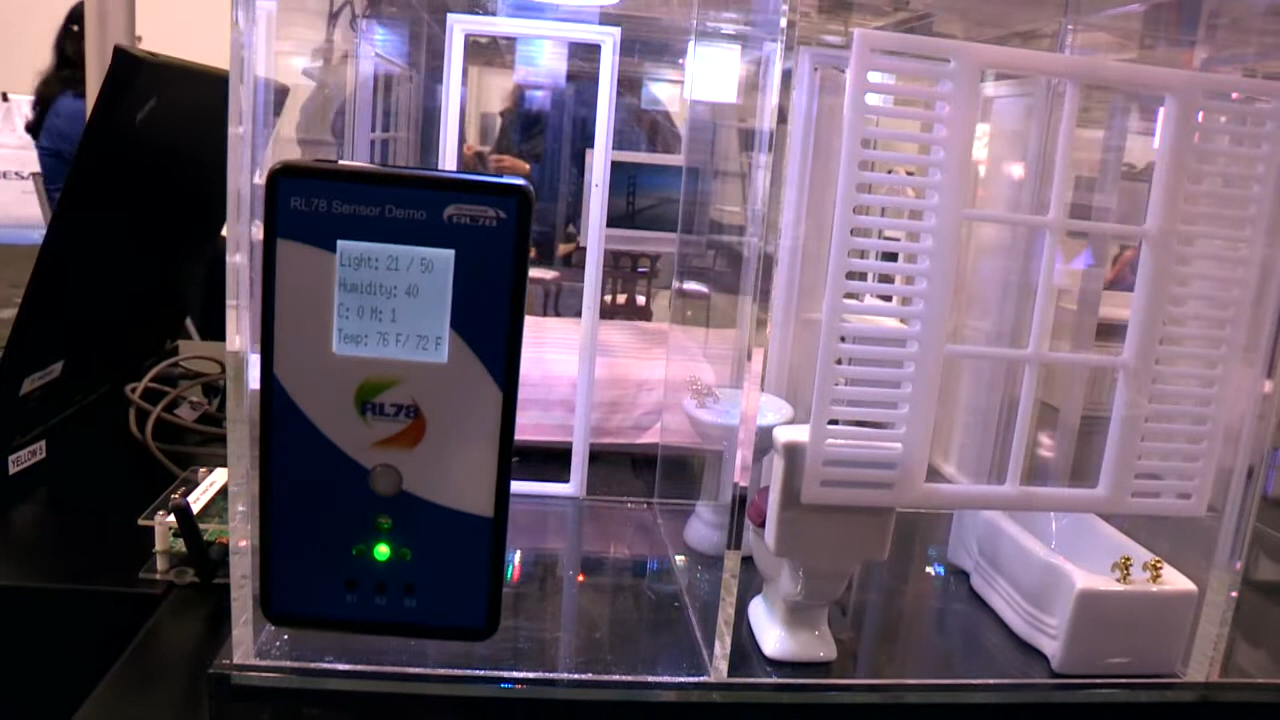 RL78 Sensor Demo
RL78
Light: 21 / 50
Humidity: 40
C: 0 M: 1
Temp: 76 F/ 72 F
RL78
YELLOW 5